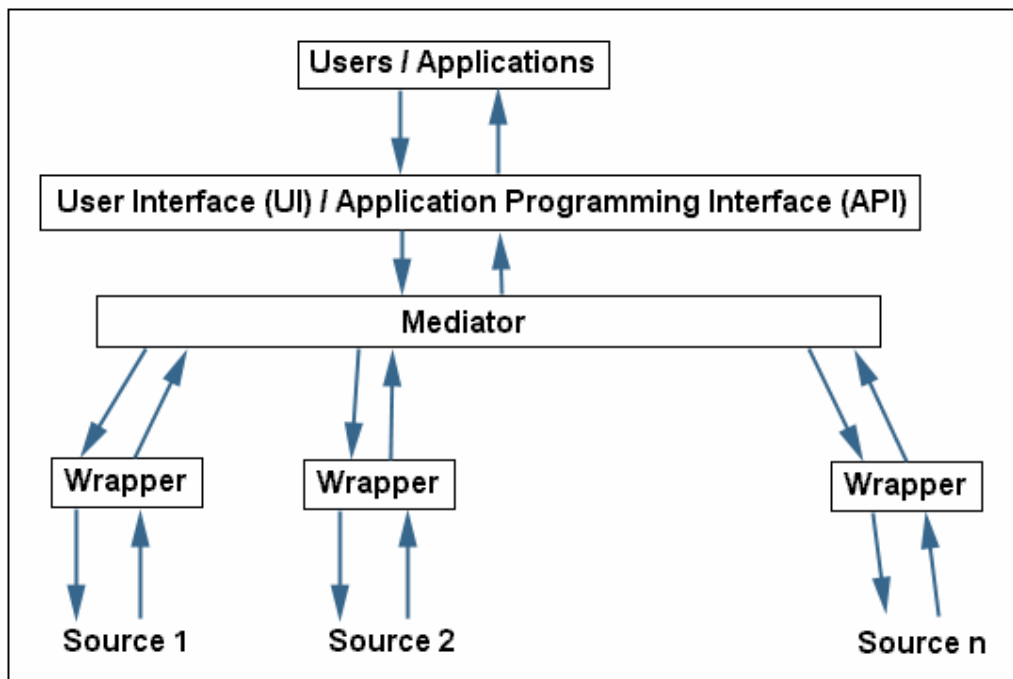 Users / Applications
User Interface (UI) / Application Programming Interface (API)
Mediator
Wrapper
Wrapper
Wrapper
Source 1
Source 2
Source n